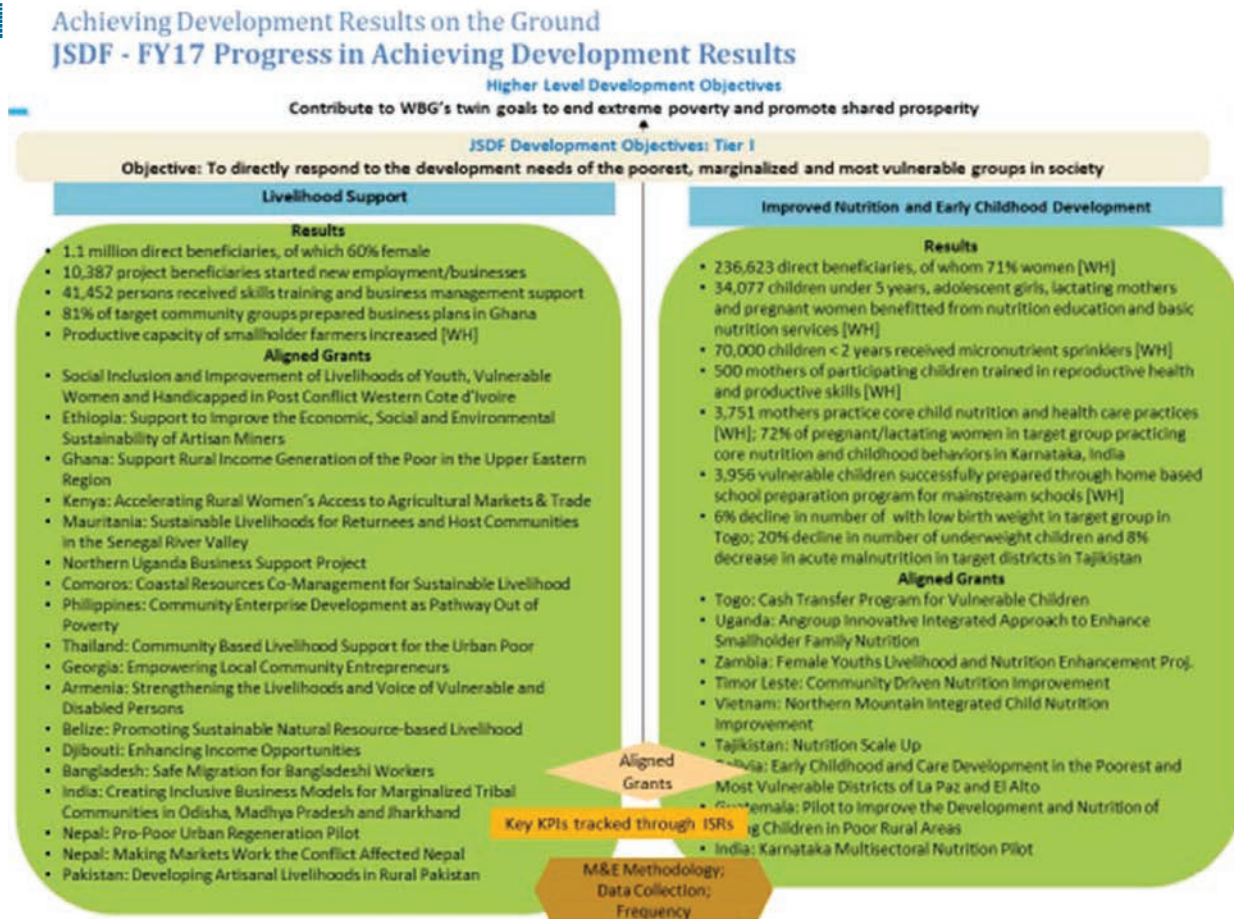 Achieving Development Results on the Ground
JSDF - FY17 Progress in Achieving Development Results
Higher Level Development Objectives
Contribute to WBG's twin goals to end extreme poverty and promote shared prosperity
JSDF Development Objectives: Tier I
Objective: To directly respond to the development needs of the poorest, marginalized and most vulnerable groups in society
Livelihood Support
Results
• 1.1 million direct beneficiaries, of which 60% female
• 10,387 project beneficiaries started new employment/businesses
• 41,452 persons received skills training and business management support
• 81% of target community groups prepared business plans in Ghana
• Productive capacity of smallholder farmers increased [WH]
Aligned Grants
• Social Inclusion and Improvement of Livelihoods of Youth, Vulnerable
Women and Handicapped in Post Conflict Western Cote d'Ivoire
• Ethiopia: Support to Improve the Economic, Social and Environmental
Sustainability of Artisan Miners
• Ghana: Support Rural Income Generation of the Poor in the Upper Eastern
Region
• Kenya: Accelerating Rural Women's Access to Agricultural Markets & Trade
• Mauritania: Sustainable Livelihoods for Returnees and Host Communities
in the Senegal River Valley
• Northern Uganda Business Support Project
• Comoros: Coastal Resources Co-Management for Sustainable Livelihood
• Philippines: Community Enterprise Development as Pathway Out of
Poverty
• Thailand: Community Based Livelihood Support for the Urban Poor
• Georgia: Empowering Local Community Entrepreneurs
• Armenia: Strengthening the Livelihoods and Voice of Vulnerable and
Disabled Persons
• Belize: Promoting Sustainable Natural Resource-based Livelihood
• Djibouti: Enhancing Income Opportunities
• Bangladesh: Safe Migration for Bangladeshi Workers
• India: Creating Inclusive Business Models for Marginalized Tribal
Communities in Odisha, Madhya Pradesh and Jharkhand
• Nepal: Pro-Poor Urban Regeneration Pilot
• Nepal: Making Markets Work the Conflict Affected Nepal
• Pakistan: Developing Artisanal Livelihoods in Rural Pakistan
Improved Nutrition and Early Childhood Development
Results
• 236,623 direct beneficiaries, of whom 71% women [WH]
• 34,077 children under 5 years, adolescent girls, lactating mothers
and pregnant women benefitted from nutrition education and basic
nutrition services [WH]
• 70,000 children < 2 years received micronutrient sprinklers [WH]
• 500 mothers of participating children trained in reproductive health
and productive skills [WH]
• 3,751 mothers practice core child nutrition and health care practices
[WH]; 72% of pregnant/lactating women in target group practicing
core nutrition and childhood behaviors in Karnataka, India
• 3,956 vulnerable children successfully prepared through home based
school preparation program for mainstream schools [WH]
• 6% decline in number of with low birth weight in target group in
Togo; 20% decline in number of underweight children and 8%
decrease in acute malnutrition in target districts in Tajikistan
Aligned Grants
• Togo: Cash Transfer Program for Vulnerable Children
• Uganda: Angroup Innovative Integrated Approach to Enhance
Smallholder Family Nutrition
• Zambia: Female Youths Livelihood and Nutrition Enhancement Proj.
• Timor Leste: Community Driven Nutrition Improvement
• Vietnam: Northern Mountain Integrated Child Nutrition
Improvement
• Tajikistan: Nutrition Scale Up
Early Childhood and Care Development in the Poorest and
Most Vulnerable Districts of La Paz and El Alto
Pilot to Improve the Development and Nutrition of
Children in Poor Rural Areas
• India: Karnataka Multisectoral Nutrition Pilot
Aligned
Grants
Key KPIs tracked through ISRs
M&E Methodology;
Data Collection;
Frequency